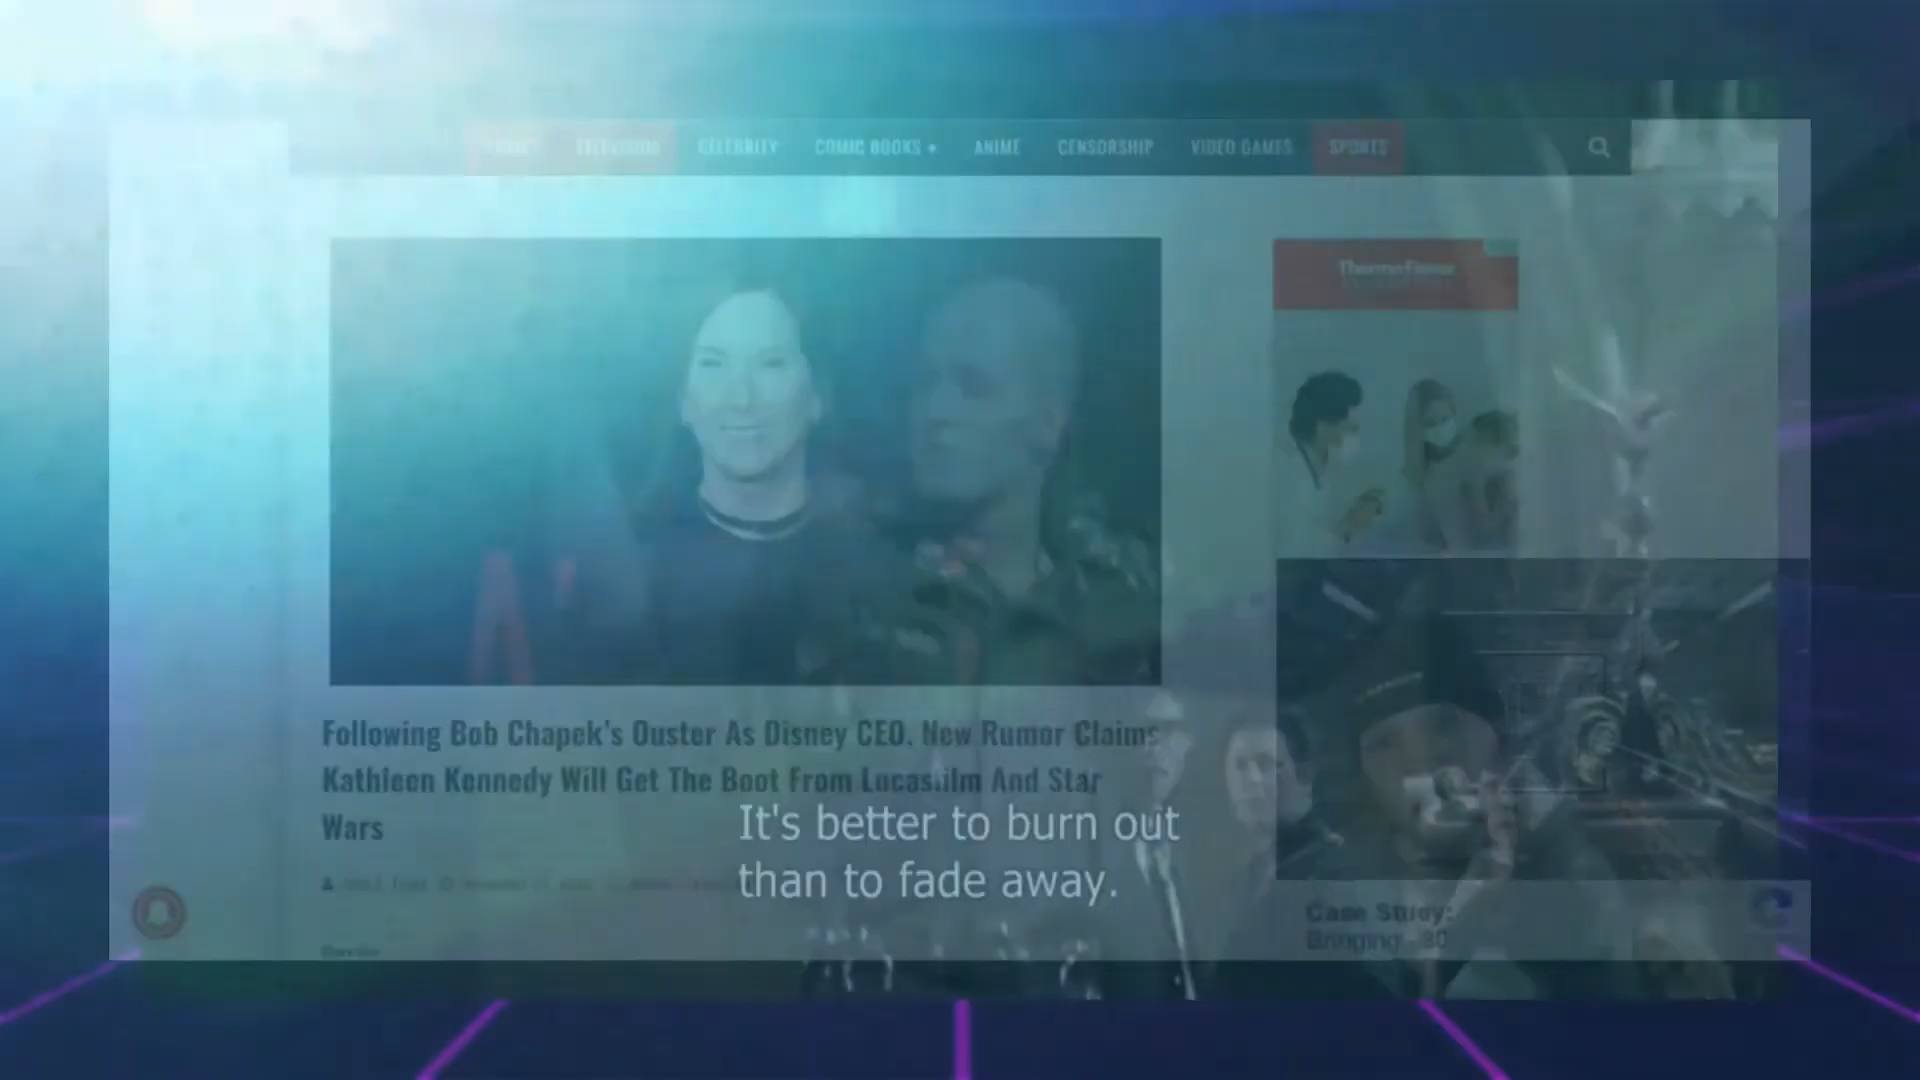 TELEVISION CELEBRITY COMIC BOOKS ANIME CENSORSHIP VIDEO GAMES SPORTS
Following Bob Chapek's Ouster As Disney CEO, New Rumor Claims
Kathleen Kennedy Will Get The Boot From Lucasfilm And Star
Wars
It's better to burn out
than to fade away.
Case Study:
Bringing